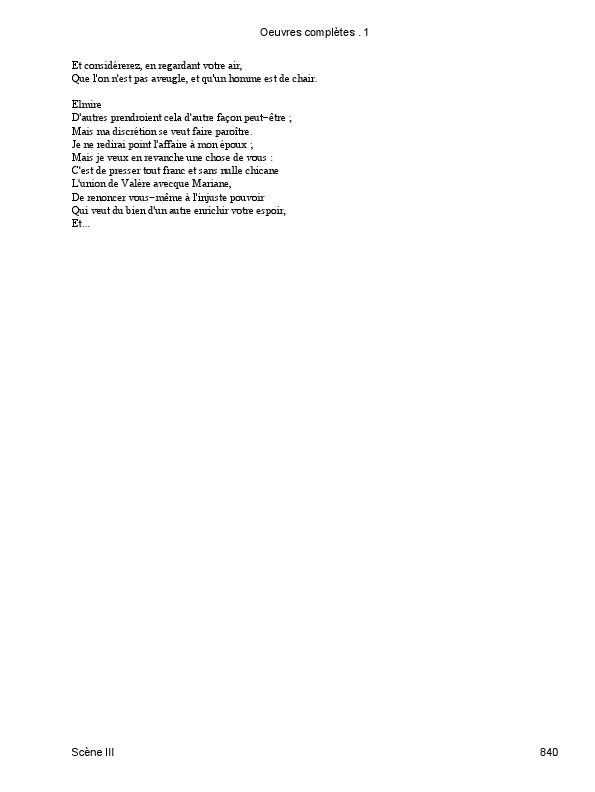 Oeuvres complètes . 1
Et considérerez, en regardant votre air,
Que l'on n'est pas aveugle, et qu'un homme est de chair.
Elmire
D'autres prendroient cela d'autre façon peut-être ;
Mais ma discrétion se veut faire paroître.
Je ne redirai point l'affaire à mon époux ;
Mais je veux en revanche une chose de vous :
C'est de presser tout franc et sans nulle chicane
L'union de Valère avecque Mariane,
De renoncer vous-même à l'injuste pouvoir
Qui veut du bien d'un autre enrichir votre espoir,
Et...
Scène III 840